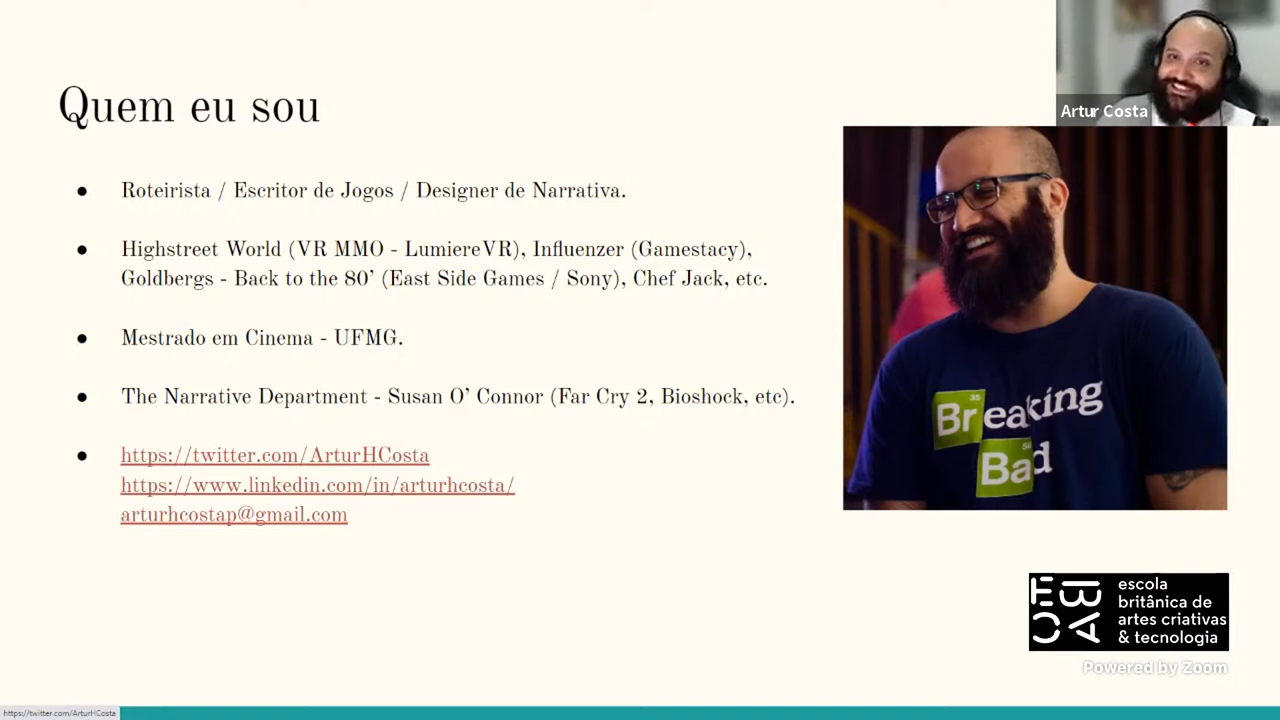 Artur Costa
Quem eu sou
● Roteirista / Escritor de Jogos / Designer de Narrativa.
● Highstreet World (VR MMO - LumiereVR), Influenzer (Gamestacy),
Goldbergs - Back to the 80’ (East Side Games / Sony), Chef Jack, etc.
● Mestrado em Cinema - UFMG.
● The Narrative Department - Susan O’ Connor (Far Cry 2, Bioshock, etc).
● https://twitter.com/ArturHCosta
https://www.linkedin.com/in/arturhcosta/
arturhcostap@gmail.com
35
Breaking
Bad
escola
britânica de
artes criativas
& tecnologia
Powered by Zoom
https://twitter.com/ArturHCosta